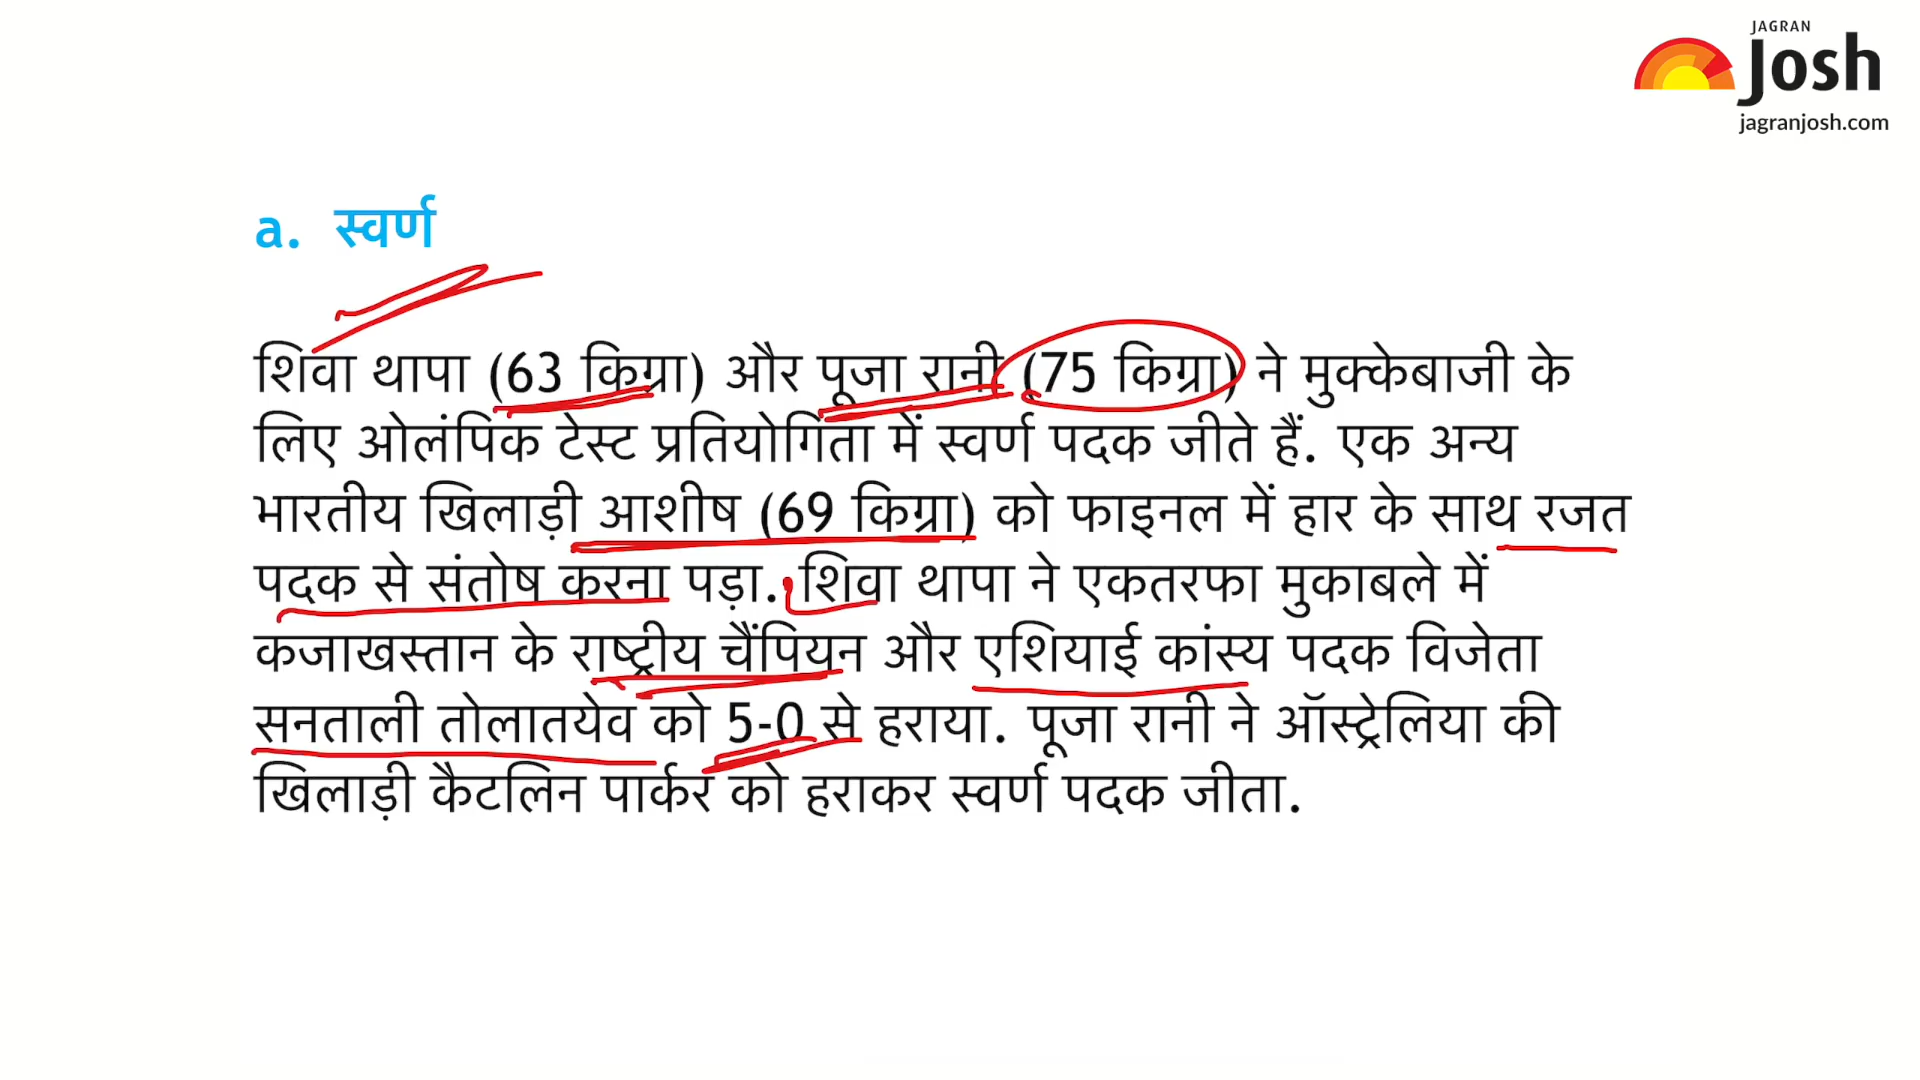 JAGRAN
Josh
jagranjosh.com
a. स्वर्ण
शिवा थापा (63 किग्रा) और पूजा रानी (75 किग्रा) ने मुक्केबाजी के
लिए ओलंपिक टेस्ट प्रतियोगिता में स्वर्ण पदक जीते हैं. एक अन्य
भारतीय खिलाड़ी आशीष (69 किग्रा) को फाइनल में हार के साथ रजत
पदक से संतोष करना पड़ा. शिवा थापा ने एकतरफा मुकाबले में
कजाखस्तान के राष्ट्रीय चैंपियन और एशियाई कांस्य पदक विजेता
सनताली तोलातयेव को 5-0 से हराया. पूजा रानी ने ऑस्ट्रेलिया की
खिलाड़ी कैटलिन पार्कर को हराकर स्वर्ण पदक जीता.